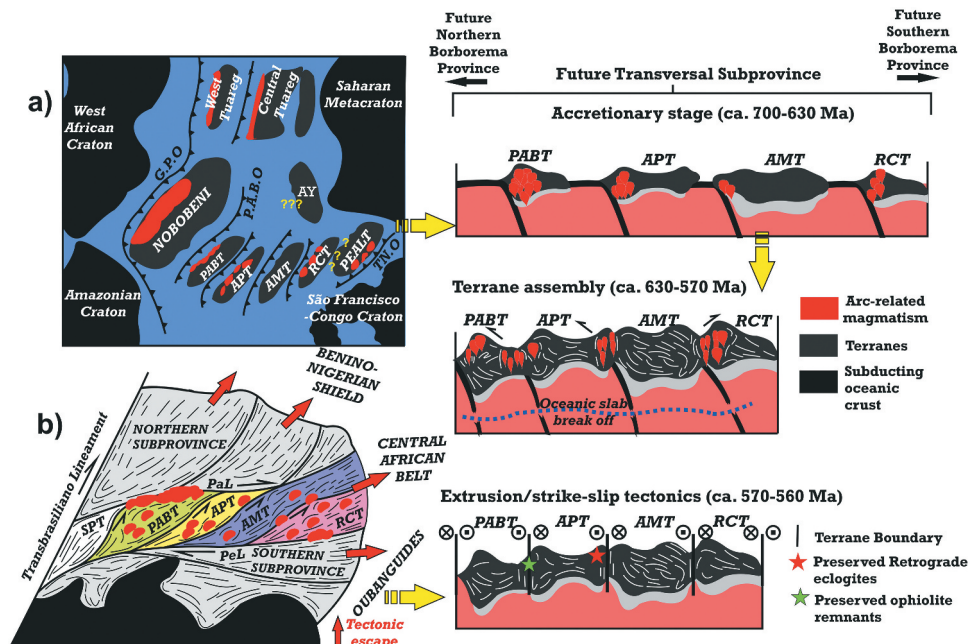 a)
West
African
Craton
G.P.O
West
Tuareg
Central
Tuareg
Saharan
Metacraton
NOBOBENI
P.A.B.O
AY
???
PABT
APT
AMT
RCT
? ? ?
PEALT
TN.O
Amazonian
Craton
São Francisco
-Congo Craton
Future
Northern
Borborema
Province
Future
Southern
Borborema
Province
Future Transversal Subprovince
Accretionary stage (ca. 700-630 Ma)
PABT
APT
AMT
RCT
Terrane assembly (ca. 630-570 Ma)
PABT
APT
AMT
RCT
Oceanic slab
break off
Arc-related
magmatism
Terranes
Subducting
oceanic
crust
b)
BENINO-
NIGERIAN
SHIELD
NORTHERN
SUBPROVINCE
Transbrasiliano Lineament
CENTRAL
AFRICAN
BELT
PaL
SPT
PABT
APT
AMT
RCT
PeL
SOUTHERN
SUBPROVINCE
OUBANGUIDES
Tectonic
escape
Extrusion/strike-slip tectonics (ca. 570-560 Ma)
PABT
APT
AMT
RCT
Terrane Boundary
Preserved Retrograde
eclogites
Preserved ophiolite
remnants